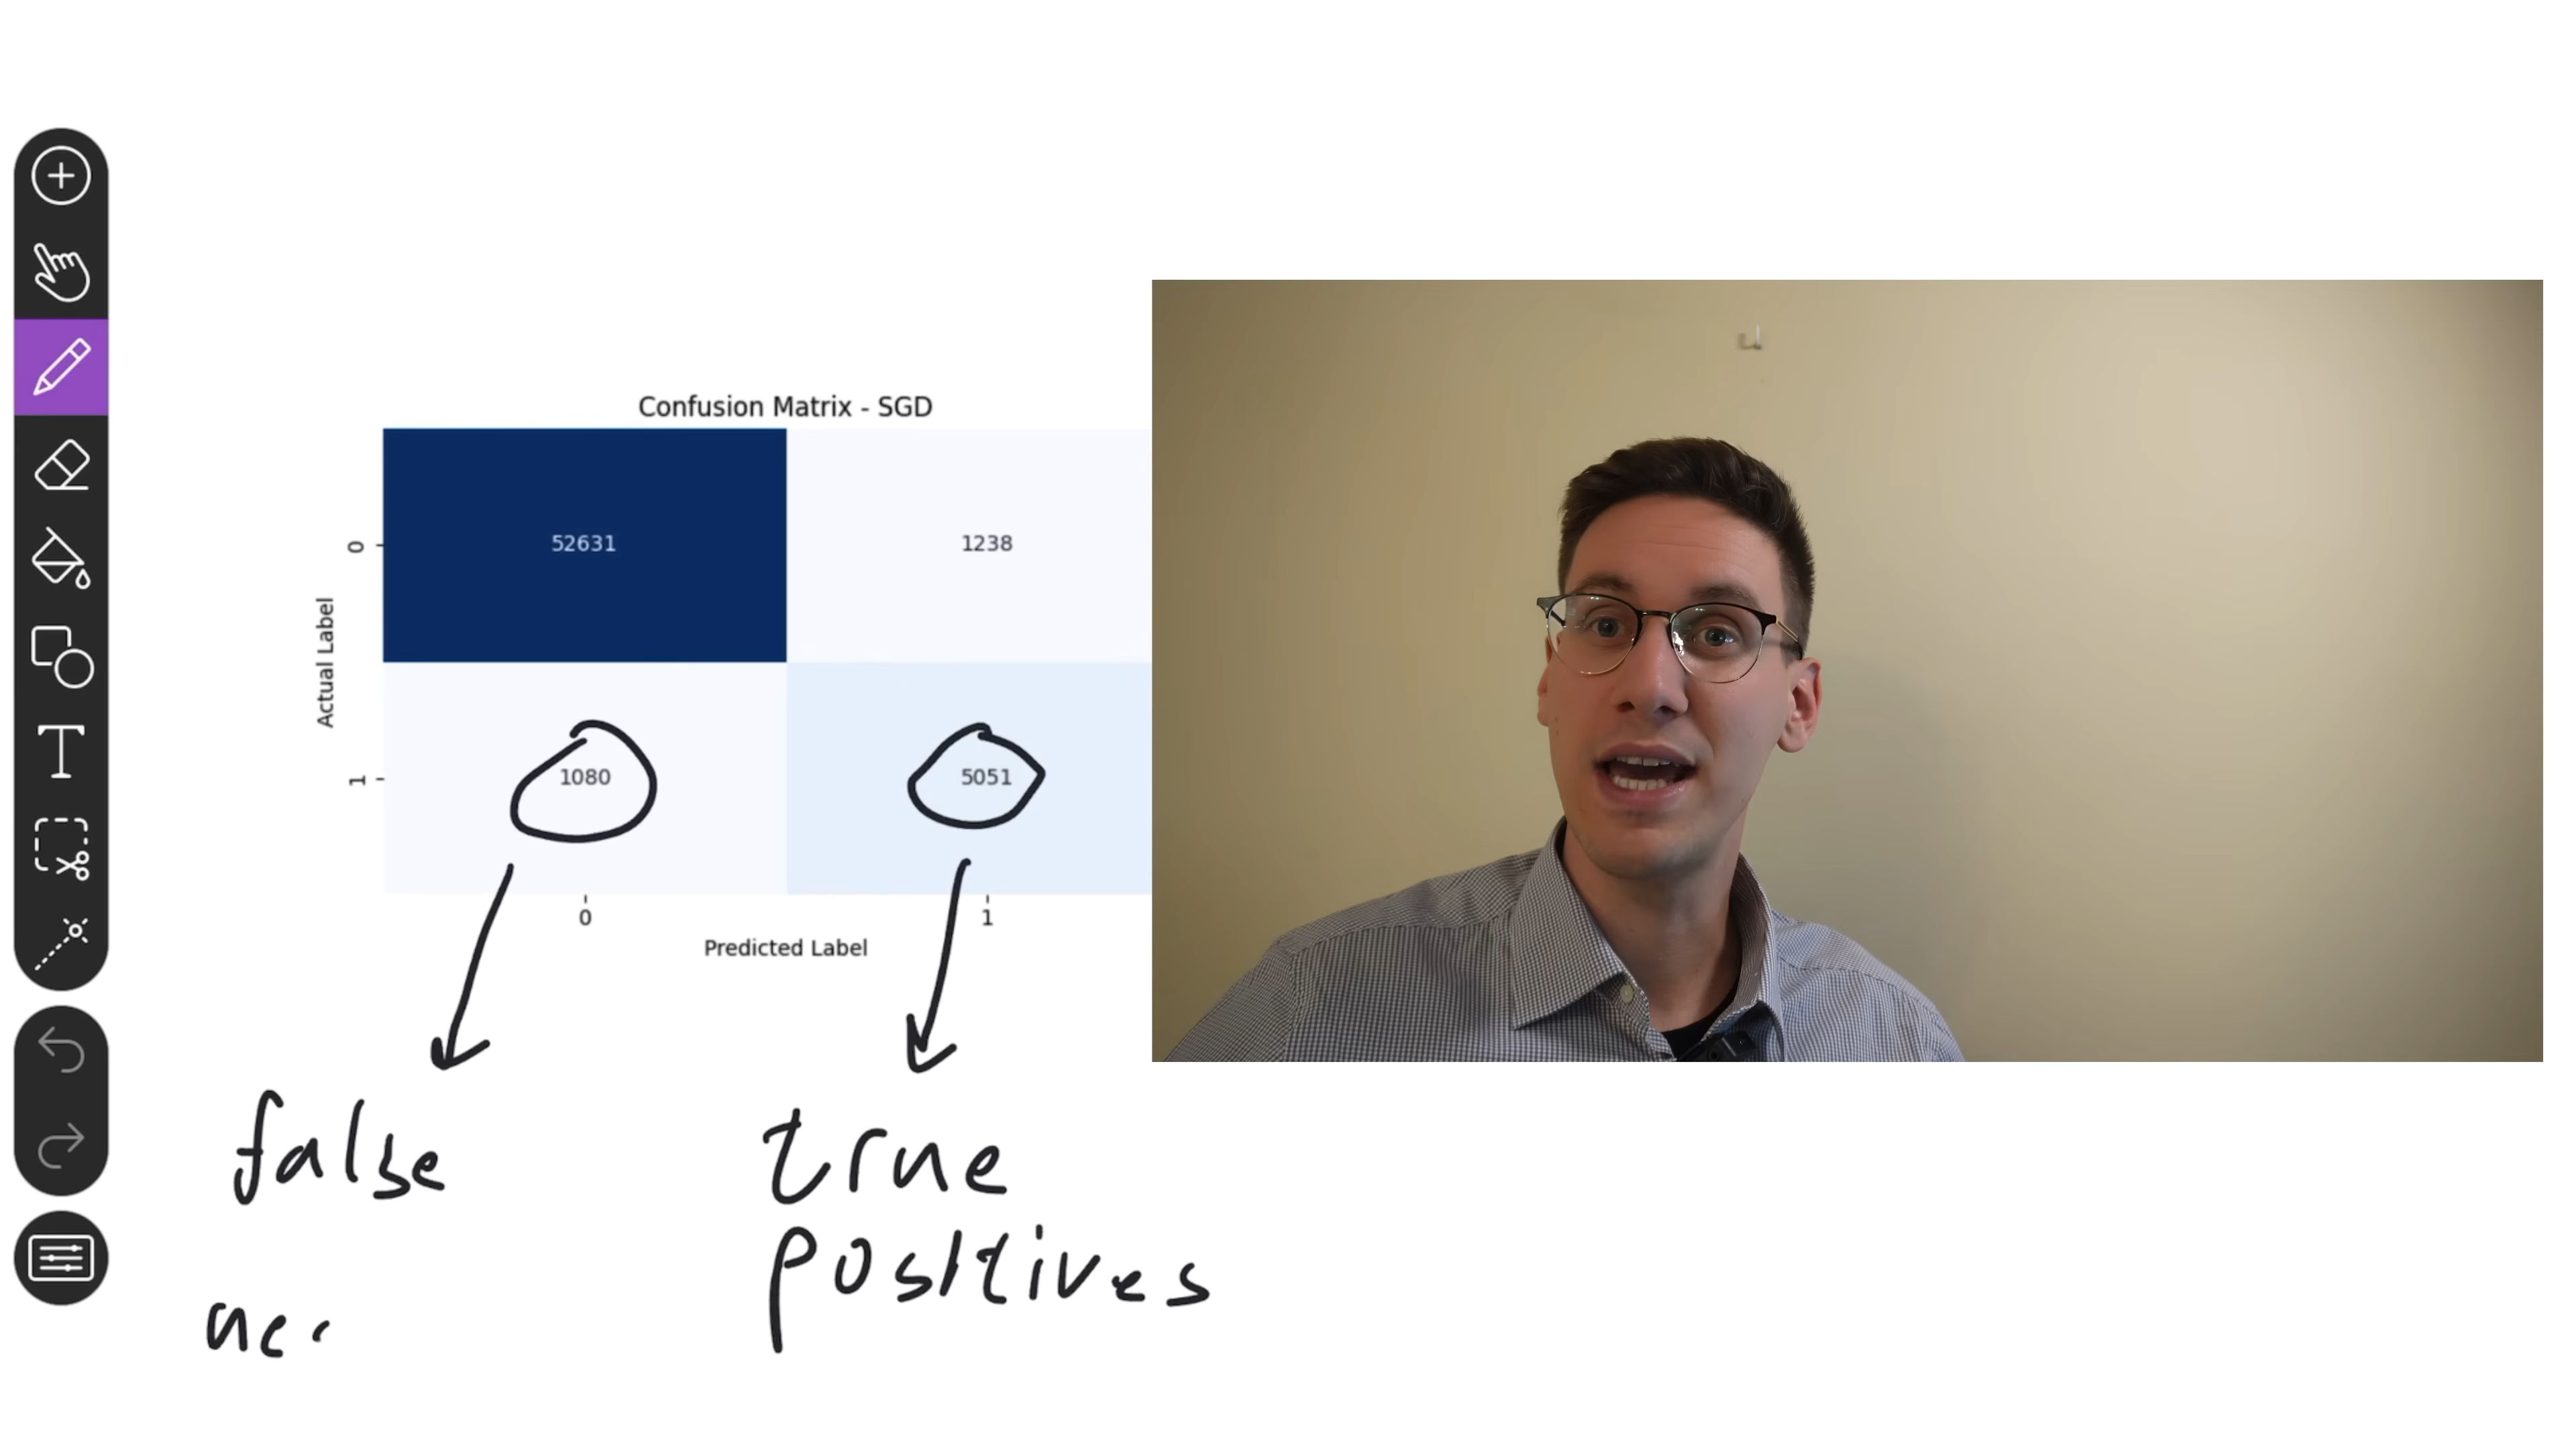 Confusion Matrix - SGD
52631 1238
0
Actual Label
1080 5051
1
0 1
Predicted Label
false
true
positives